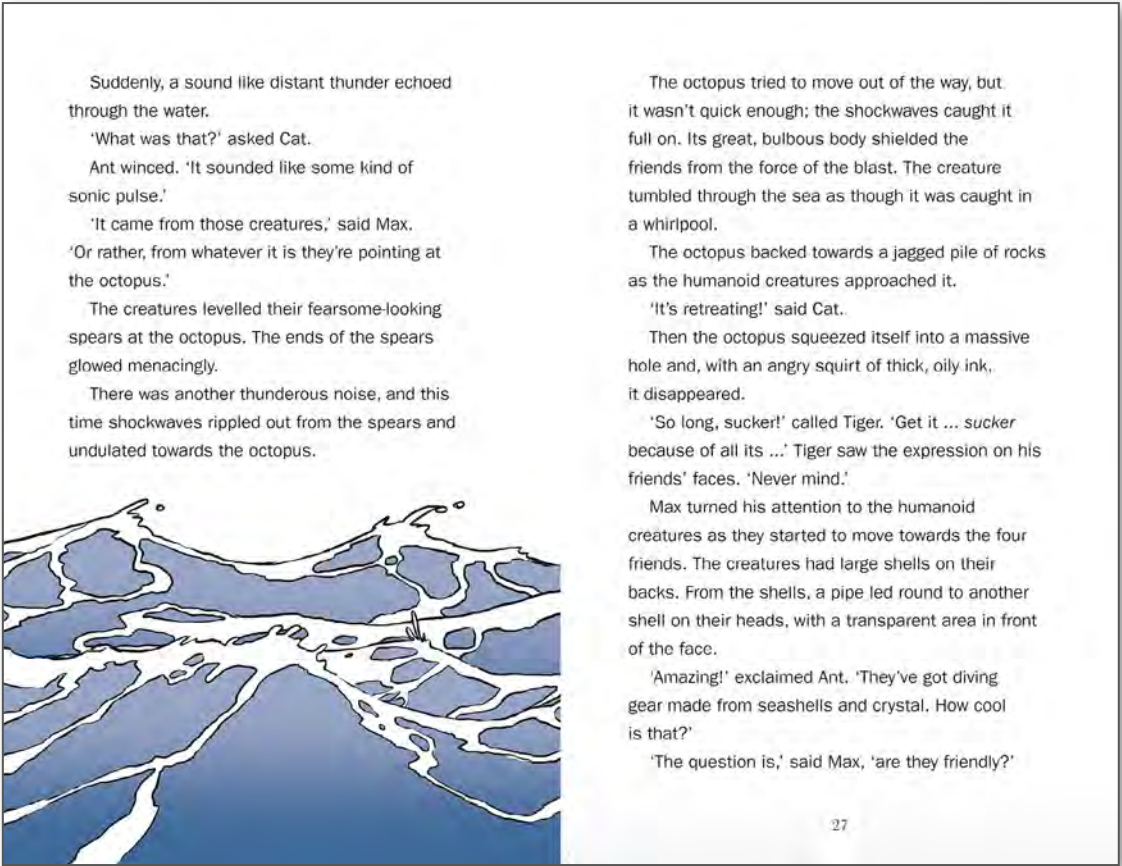 Suddenly, a sound like distant thunder echoed
through the water.
‘What was that?’ asked Cat.
Ant winced. ‘It sounded like some kind of
sonic pulse.’
‘It came from those creatures,’ said Max.
‘Or rather, from whatever it is they’re pointing at
the octopus.’
The creatures levelled their fearsome-looking
spears at the octopus. The ends of the spears
glowed menacingly.
There was another thunderous noise, and this
time shockwaves rippled out from the spears and
undulated towards the octopus.
The octopus tried to move out of the way, but
it wasn’t quick enough; the shockwaves caught it
full on. Its great, bulbous body shielded the
friends from the force of the blast. The creature
tumbled through the sea as though it was caught in
a whirlpool.
The octopus backed towards a jagged pile of rocks
as the humanoid creatures approached it.
‘It’s retreating!’ said Cat.
Then the octopus squeezed itself into a massive
hole and, with an angry squirt of thick, oily ink,
it disappeared.
‘So long, sucker!’ called Tiger. ‘Get it ... sucker
because of all its ...’ Tiger saw the expression on his
friends’ faces. ‘Never mind.’
Max turned his attention to the humanoid
creatures as they started to move towards the four
friends. The creatures had large shells on their
backs. From the shells, a pipe led round to another
shell on their heads, with a transparent area in front
of the face.
‘Amazing!’ exclaimed Ant. ‘They’ve got diving
gear made from seashells and crystal. How cool
is that?’
‘The question is,’ said Max, ‘are they friendly?’
27